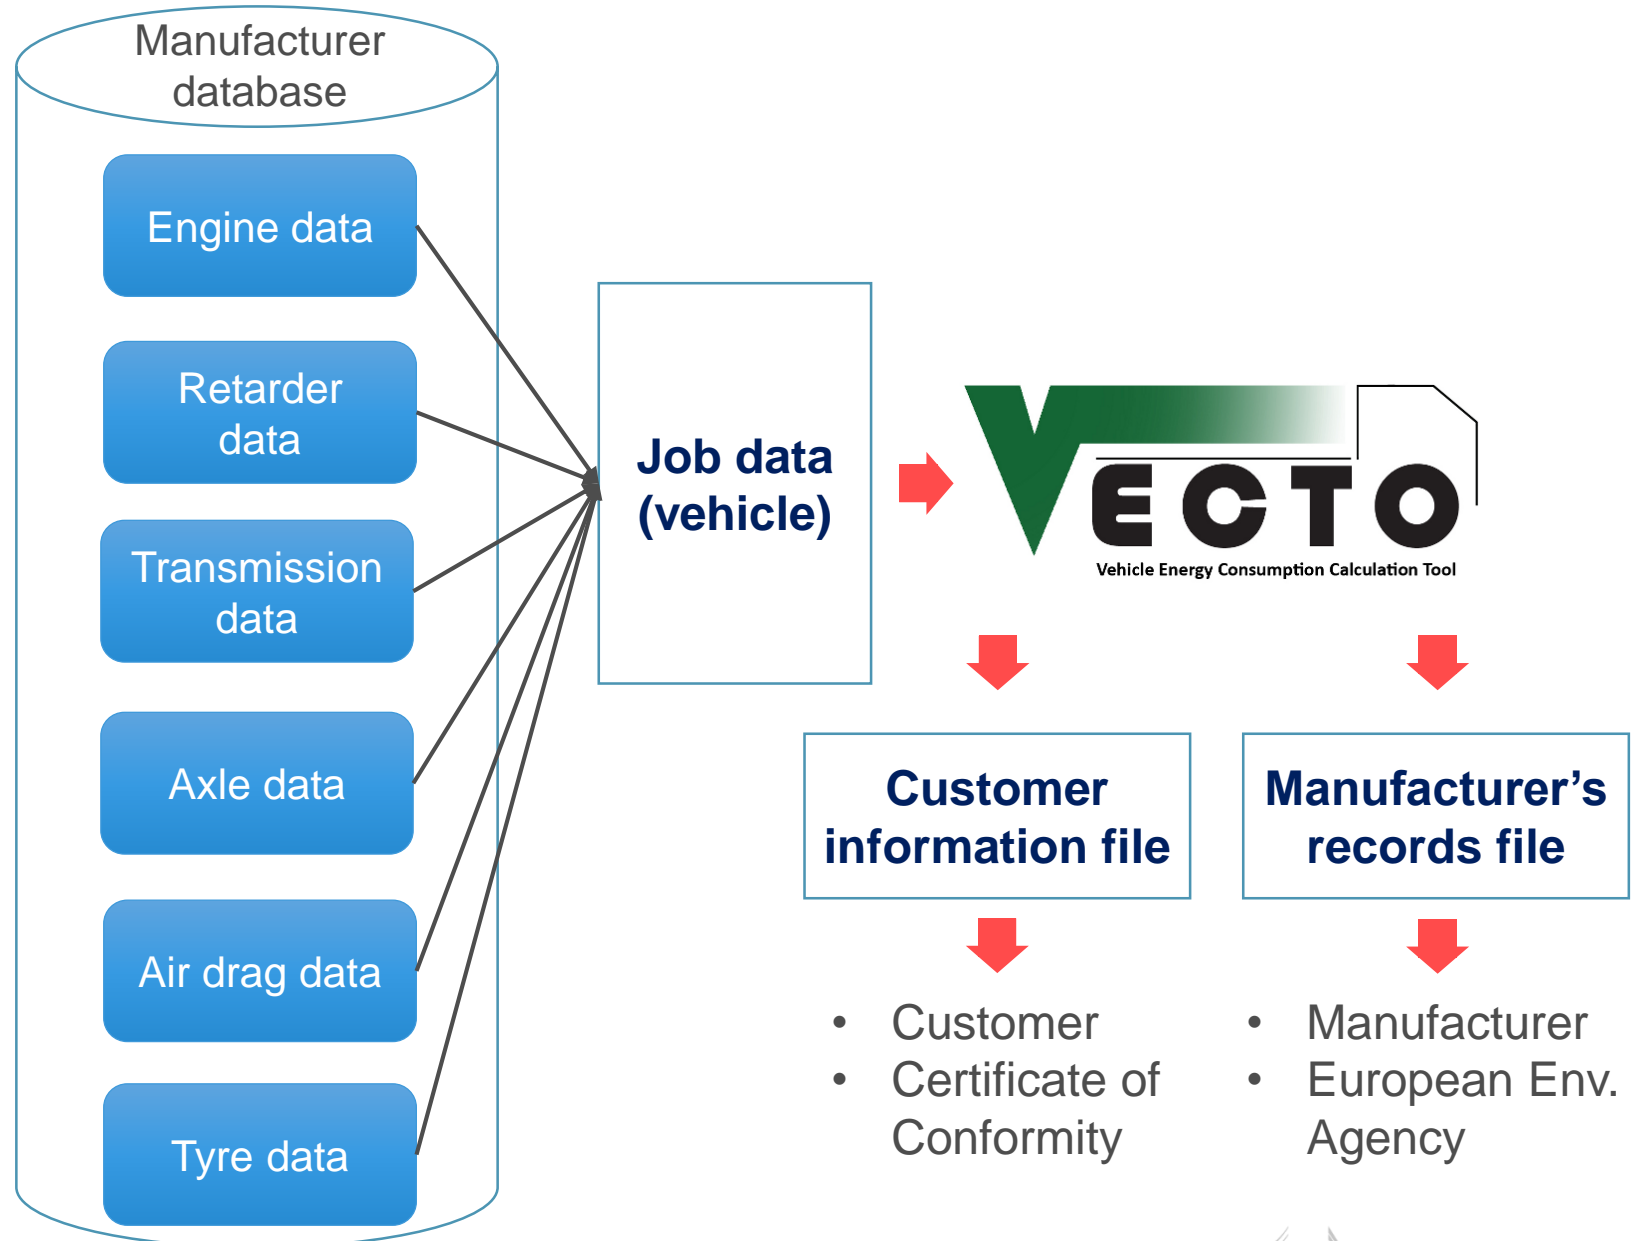 Manufacturer
database
Engine data
Retarder
data
Transmission
data
Axle data
Air drag data
Tyre data
Job data
(vehicle)
VECTO
Vehicle Energy Consumption Calculation Tool
Customer
information file
Manufacturer’s
records file
• Customer
• Certificate of
Conformity
• Manufacturer
• European Env.
Agency